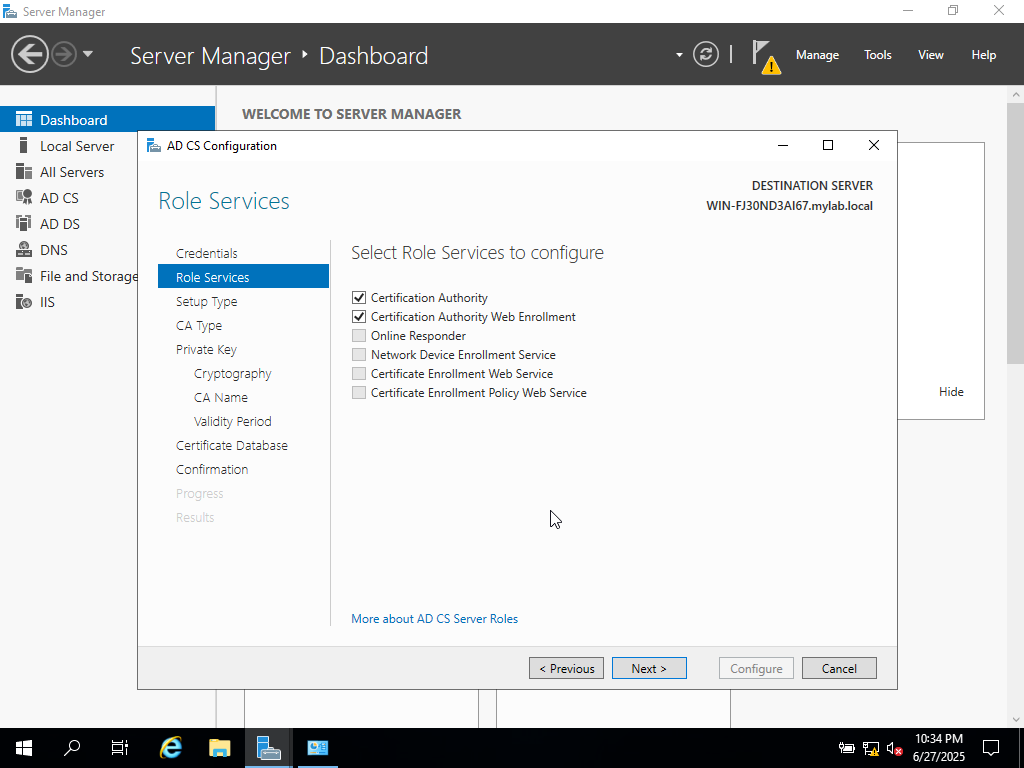 Server Manager
Server Manager ‣ Dashboard
Manage Tools View Help
Dashboard
Local Server
All Servers
AD CS
AD DS
DNS
File and Storage
IIS
WELCOME TO SERVER MANAGER
Hide
AD CS Configuration
Role Services
DESTINATION SERVER
WIN-FJ30ND3AI67.mylab.local
Credentials
Role Services
Setup Type
CA Type
Private Key
Cryptography
CA Name
Validity Period
Certificate Database
Confirmation
Progress
Results
Select Role Services to configure
Certification Authority
Certification Authority Web Enrollment
Online Responder
Network Device Enrollment Service
Certificate Enrollment Web Service
Certificate Enrollment Policy Web Service
More about AD CS Server Roles
< Previous Next > Configure Cancel
10:34 PM
6/27/2025